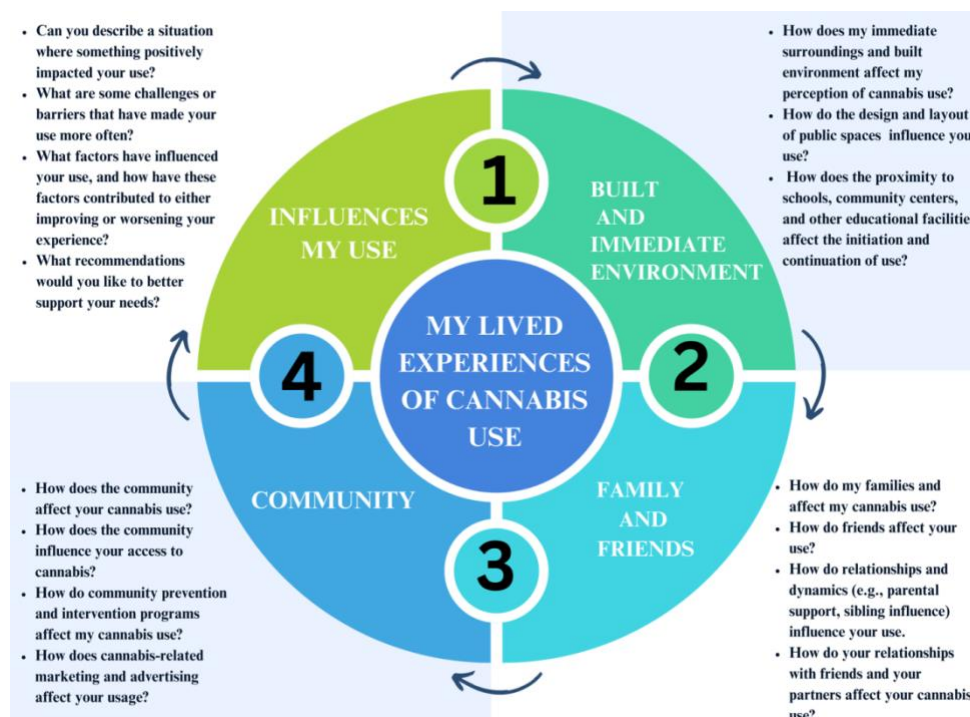 • Can you describe a situation
where something positively
impacted your use?
• What are some challenges or
barriers that have made your
use more often?
• What factors have influenced
your use, and how have these
factors contributed to either
improving or worsening your
experience?
• What recommendations
would you like to better
support your needs?
• How does my immediate
surroundings and built
environment affect my
perception of cannabis use?
• How do the design and layout
of public spaces influence you
use?
• How does the proximity to
schools, community centers,
and other educational facilitie
affect the initiation and
continuation of use?
1
INFLUENCES
MY USE
BUILT
AND
IMMEDIATE
ENVIRONMENT
MY LIVED
EXPERIENCES
OF CANNABIS
USE
4
2
COMMUNITY
FAMILY
AND
FRIENDS
3
• How does the community
affect your cannabis use?
• How does the community
influence your access to
cannabis?
• How do community prevention
and intervention programs
affect my cannabis use?
• How does cannabis-related
marketing and advertising
affect your usage?
• How do my families and
affect my cannabis use?
• How do friends affect your
use?
• How do relationships and
dynamics (e.g., parental
support, sibling influence)
influence your use.
• How do your relationships
with friends and your
partners affect your cannabis
use?